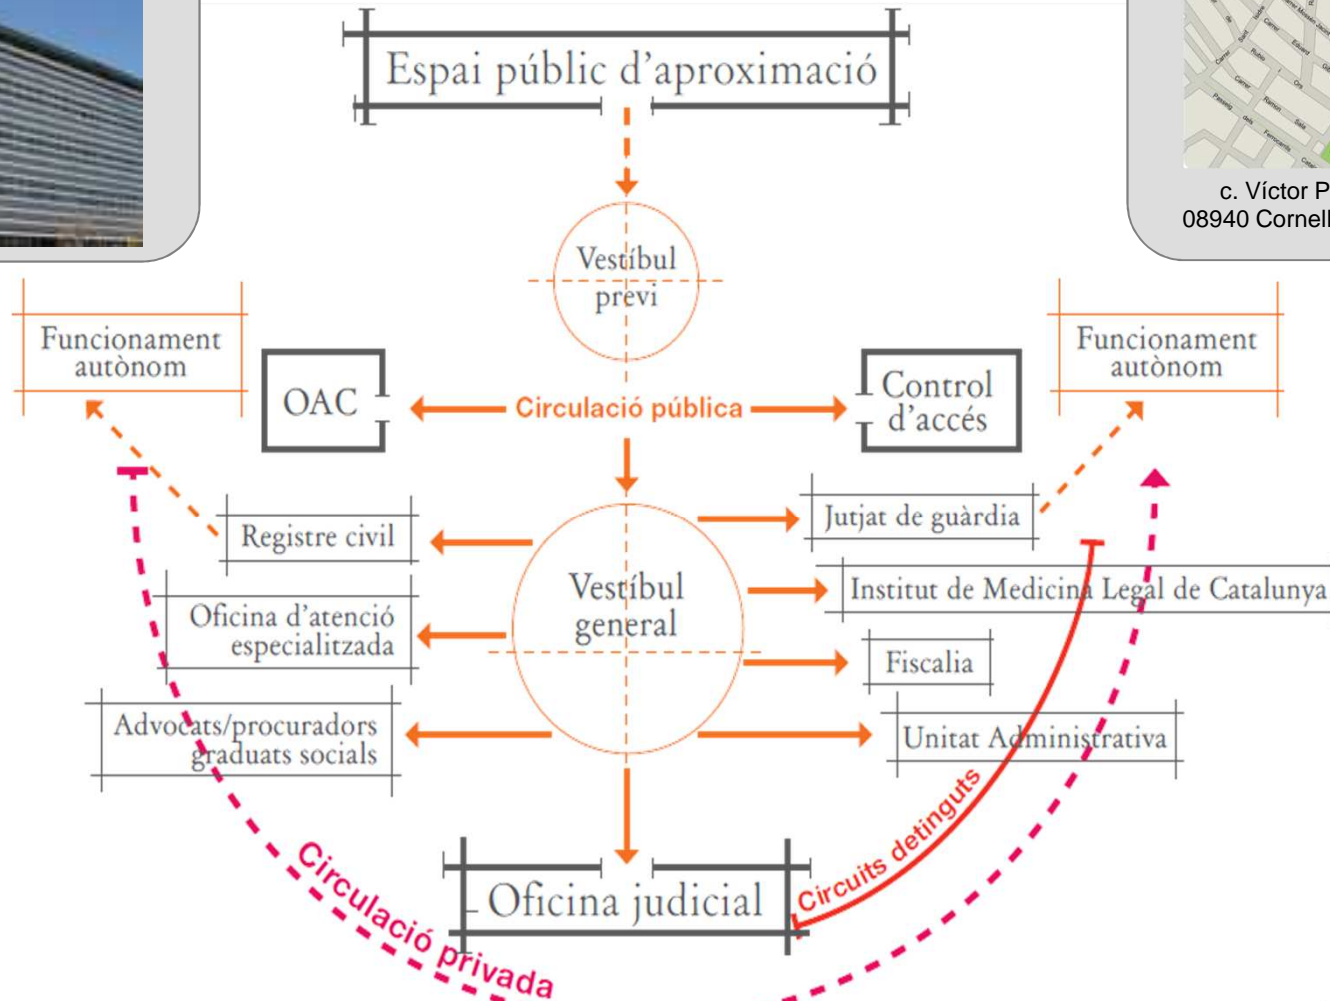 Espai públic d'aproximació
c. Víctor P
08940 Cornell
Vestíbul
previ
Funcionament
autònom
OAC
Circulació pública
Control
d'accés
Funcionament
autònom
Registre civil
Jutjat de guàrdia
Oficina d'atenció
especialitzada
Vestíbul
general
Institut de Medicina Legal de Catalunya
Fiscalia
Advocats/procuradors
graduats socials
Unitat Administrativa
Circuits detinguts
Oficina judicial
Circulació privada